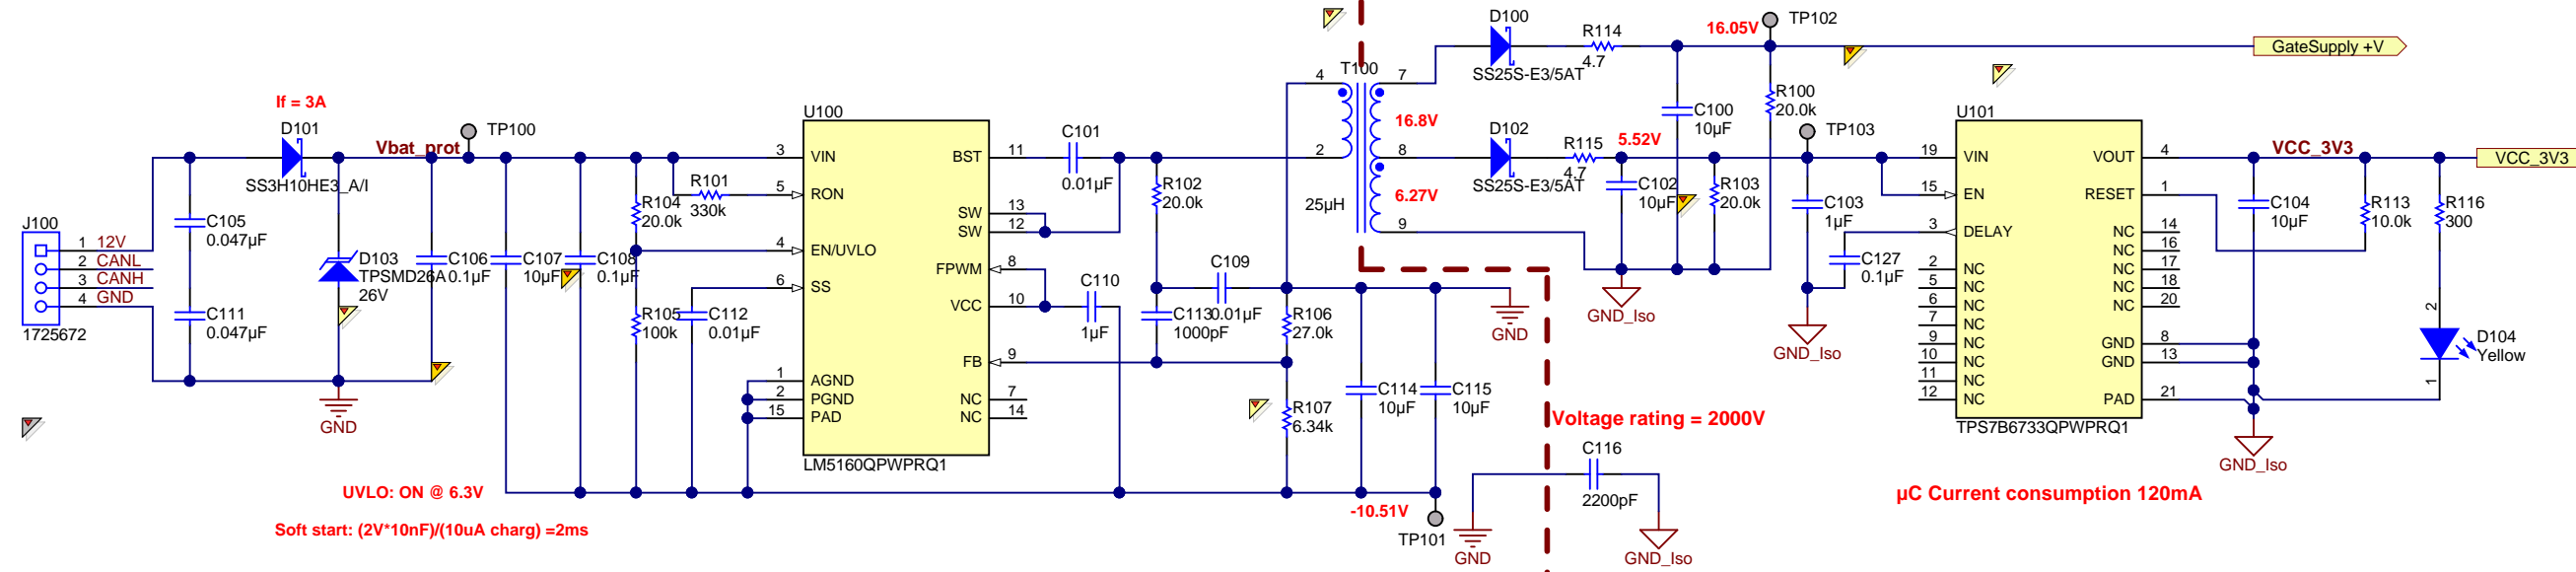 If = 3A
D101
SS3H10HE3_A/I
Vbat_prot
TP100
J100
1 12V
2 CANL
3 CANH
4 GND
1725672
C105
0.047µF
C111
0.047µF
D103
TPSMD26A
26V
GND
C106
0.1µF
C107
10µF
C108
0.1µF
R104
20.0k
R105
100k
R101
330k
C112
0.01µF
UVLO: ON @ 6.3V
Soft start: (2V*10nF)/(10uA charg) =2ms
U100
3 VIN
5 RON
4 EN/UVLO
6 SS
1 AGND
2 PGND
15 PAD
BST 11
SW 13
SW 12
FPWM 8
VCC 10
FB 9
NC 7
NC 14
LM5160QPWPRQ1
C101
0.01µF
R102
20.0k
C110
1µF
C109
0.01µF
C113
1000pF
R106
27.0k
R107
6.34k
C114
10µF
C115
10µF
GND
-10.51V
TP101
T100
4
2
7
8
9
25µH
16.8V
6.27V
D100
SS25S-E3/5AT
R114
4.7
D102
SS25S-E3/5AT
R115
4.7
16.05V
TP102
GateSupply +V
5.52V
C100
10µF
R100
20.0k
C102
10µF
R103
20.0k
GND_Iso
TP103
C103
1µF
C127
0.1µF
GND_Iso
Voltage rating = 2000V
C116
2200pF
GND
GND_Iso
U101
19 VIN
15 EN
3 DELAY
2 NC
5 NC
6 NC
7 NC
9 NC
10 NC
11 NC
12 NC
VOUT 4
RESET 1
NC 14
NC 16
NC 17
NC 18
NC 20
GND 8
GND 13
PAD 21
TPS7B6733QPWPRQ1
VCC_3V3
VCC_3V3
C104
10µF
R113
10.0k
R116
300
2
D104
Yellow
1
GND_Iso
µC Current consumption 120mA